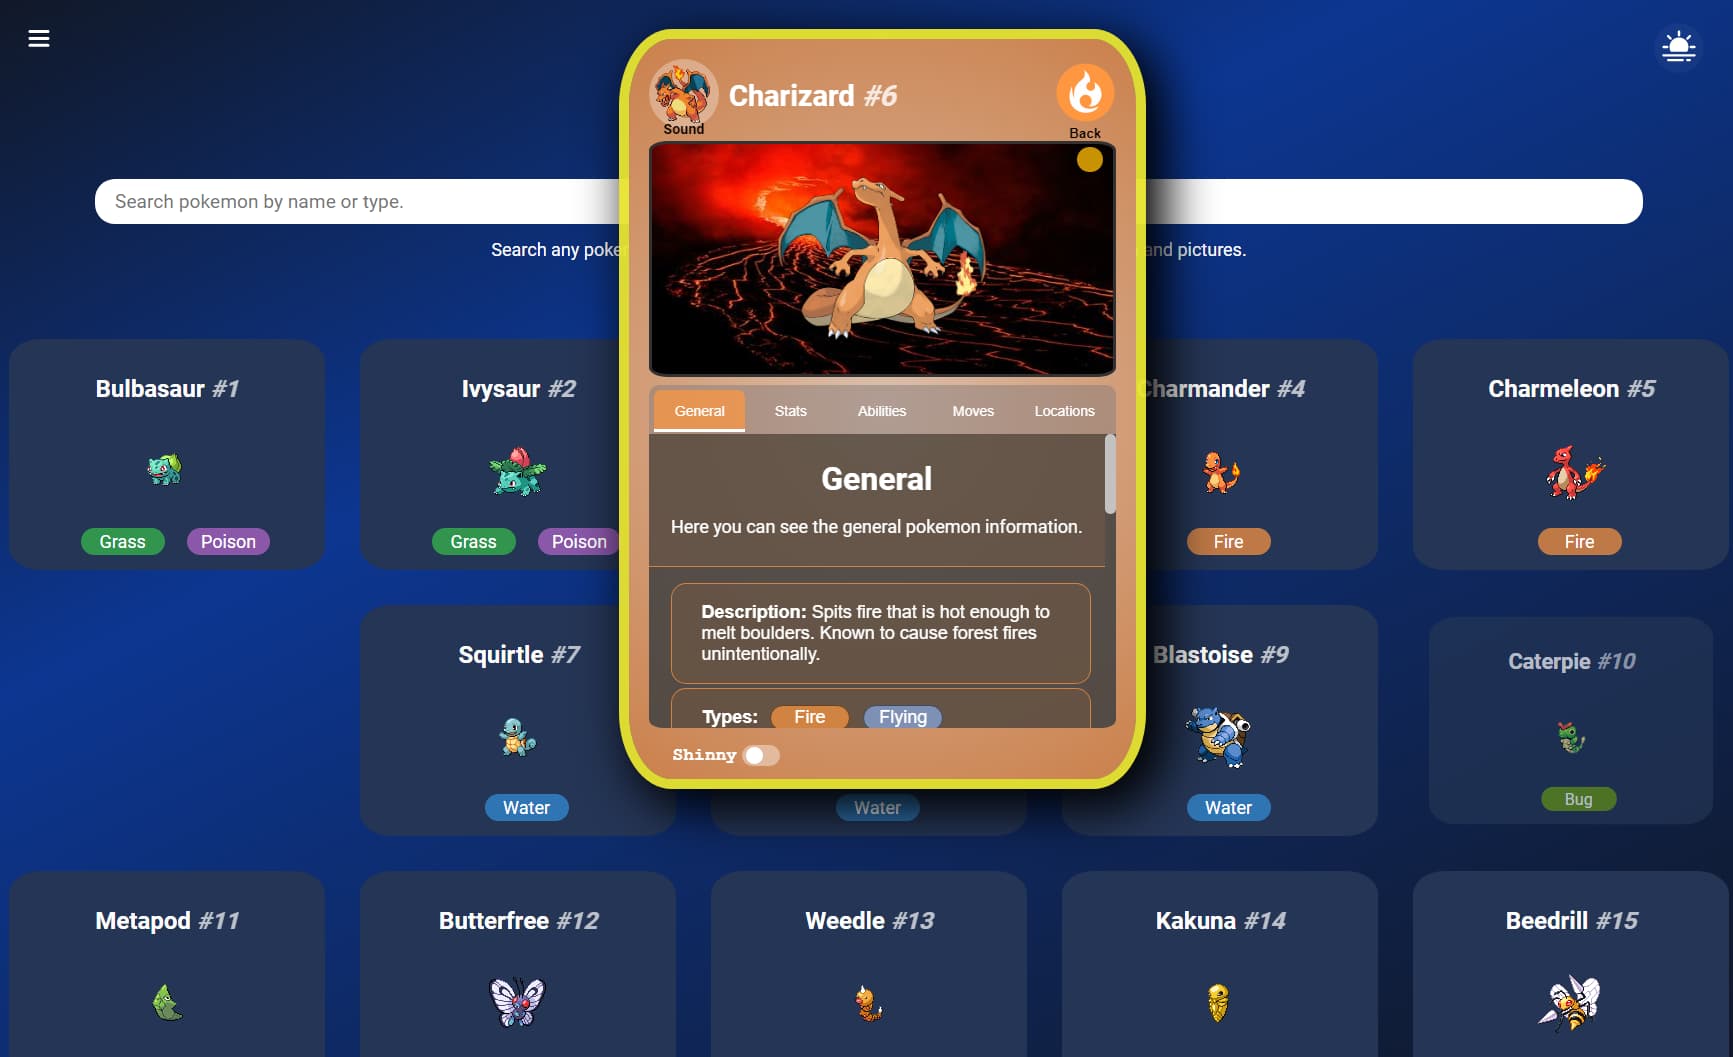 Charizard #6
Sound
Back
Search pokemon by name or type.
Search any poke
and pictures.
Bulbasaur #1
Grass Poison
Ivysaur #2
Grass Poison
Charmander #4
Fire
Charmeleon #5
Fire
General Stats Abilities Moves Locations
General
Here you can see the general pokemon information.
Description: Spits fire that is hot enough to
melt boulders. Known to cause forest fires
unintentionally.
Types: Fire Flying
Shinny
Squirtle #7
Water
Water
Blastoise #9
Water
Caterpie #10
Bug
Metapod #11
Butterfree #12
Weedle #13
Kakuna #14
Beedrill #15